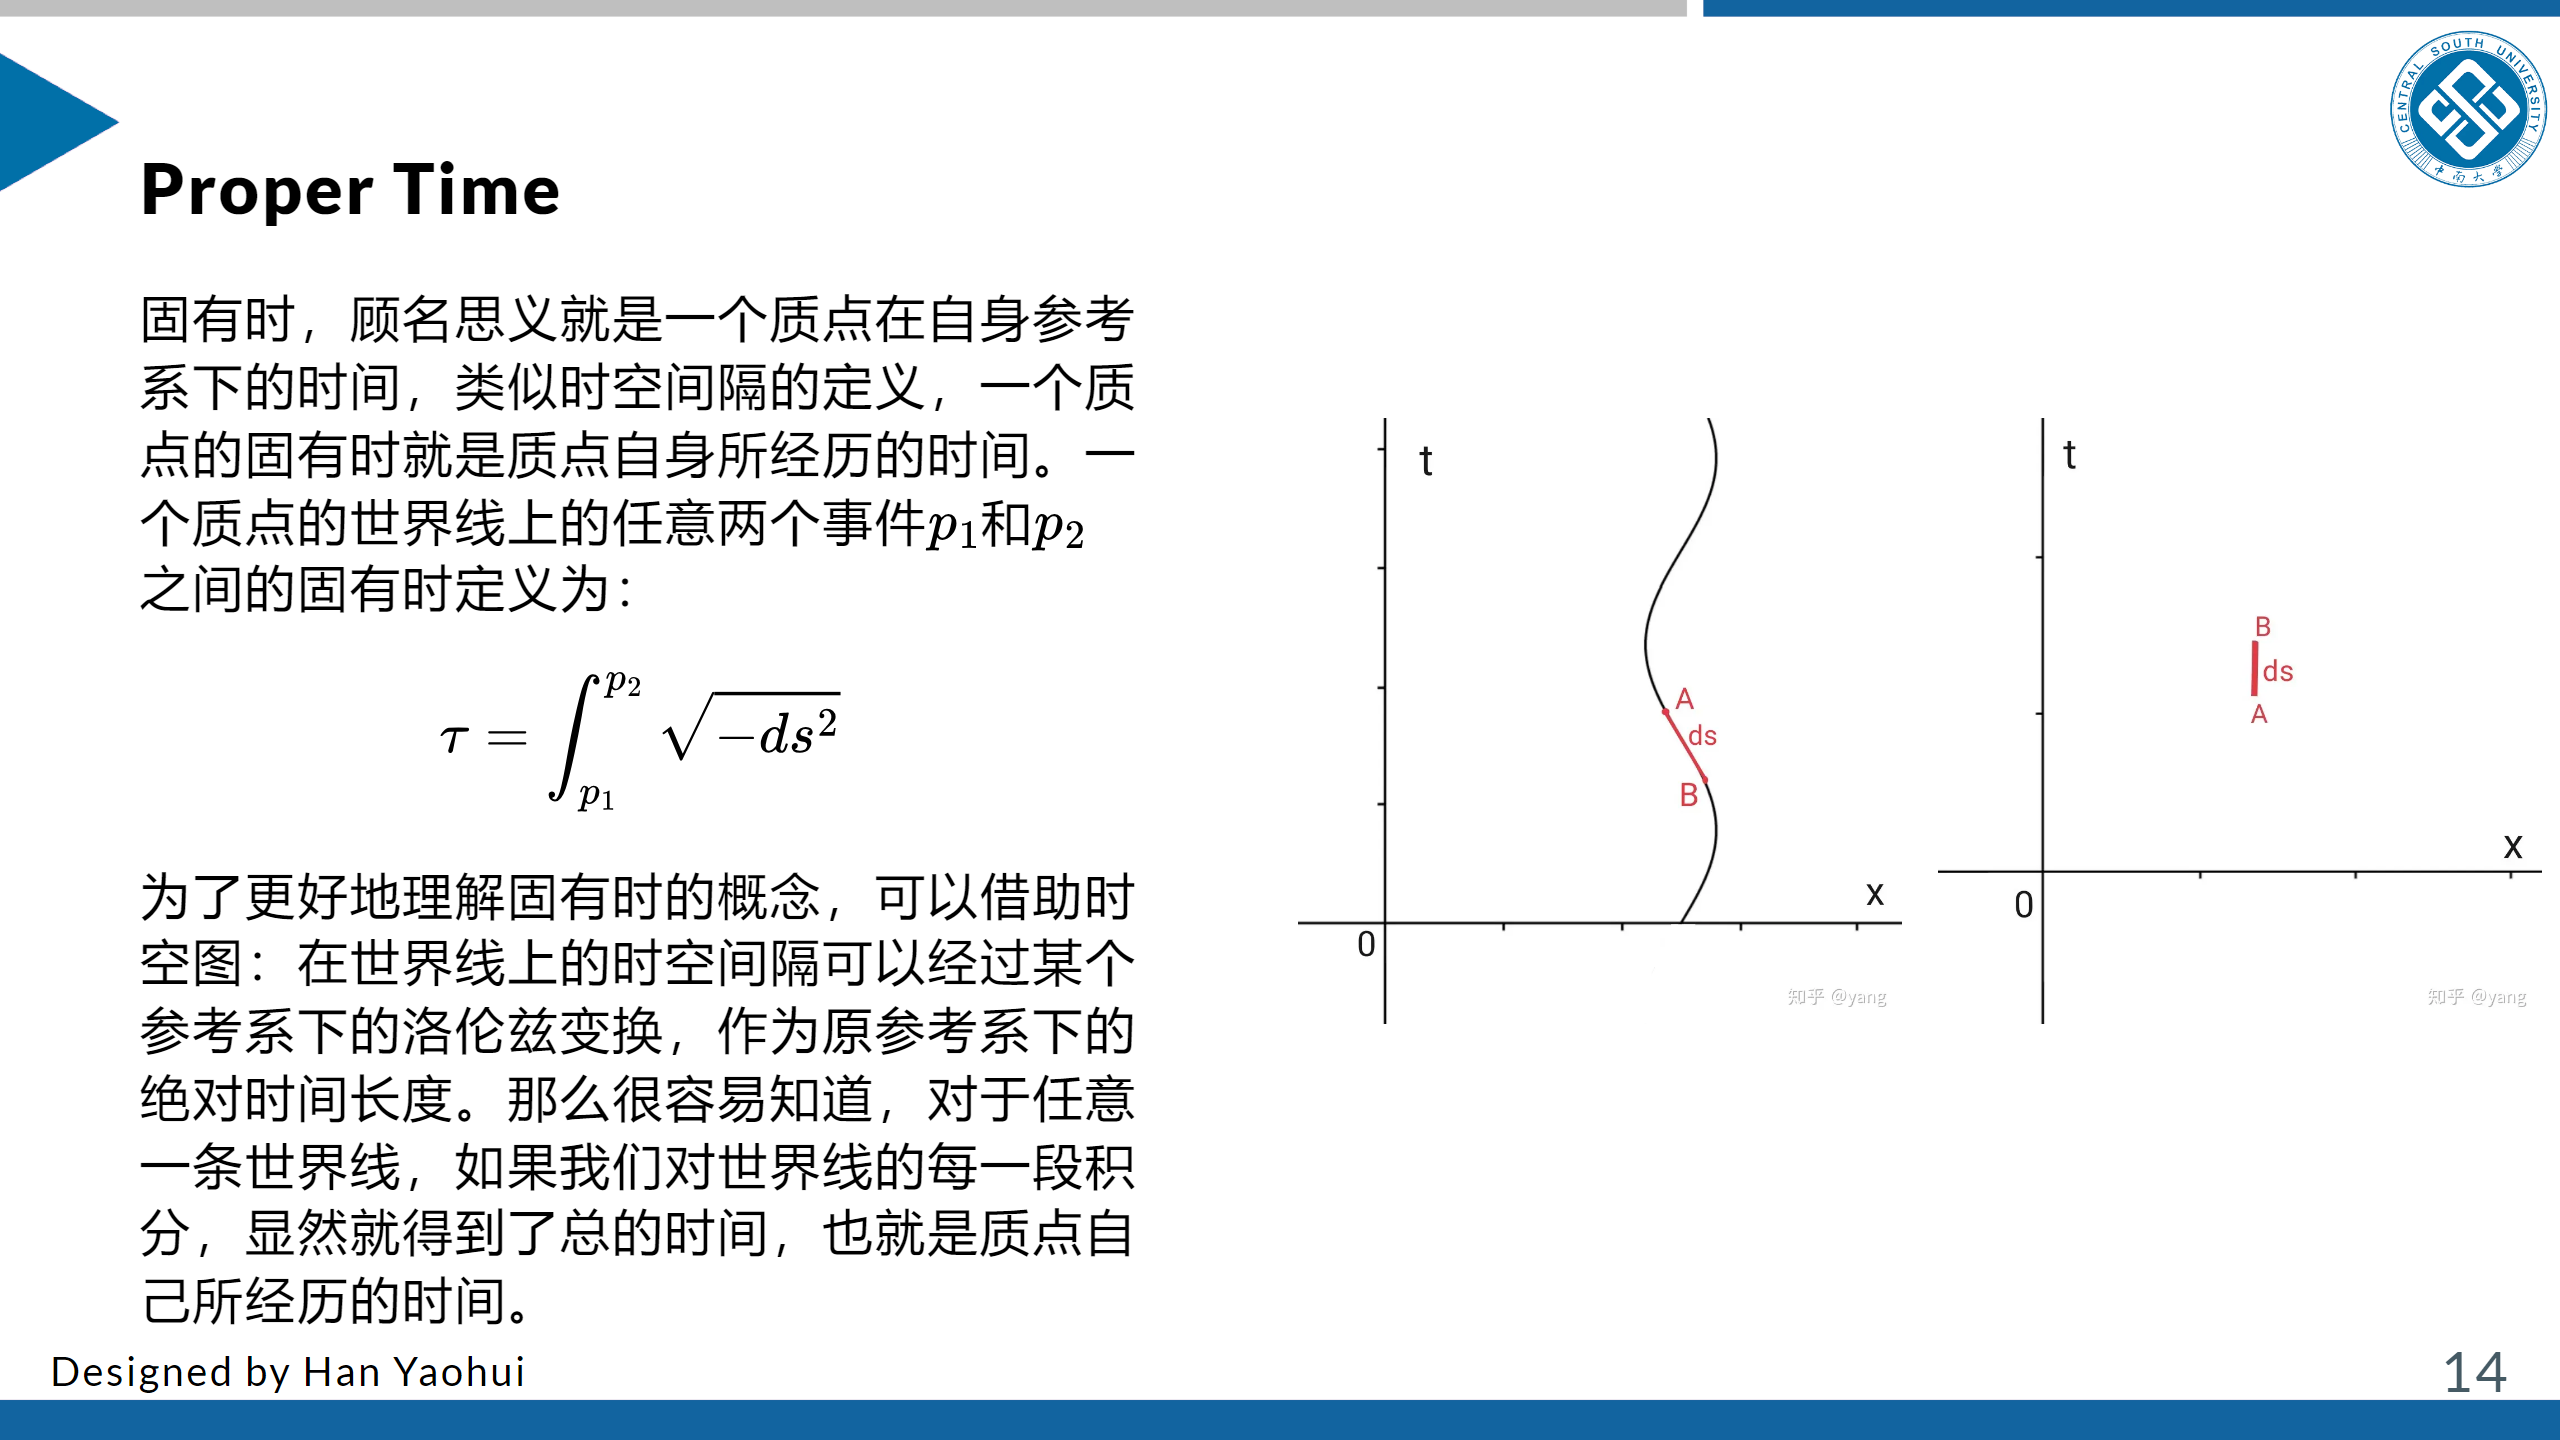 CENTRAL SOUTH UNIVERSITY
中南大学
Proper Time
固有时，顾名思义就是一个质点在自身参考
系下的时间，类似时空间隔的定义，一个质
点的固有时就是质点自身所经历的时间。一
个质点的世界线上的任意两个事件p₁和p₂
之间的固有时定义为：
τ = ∫_{p₁}^{p₂} √(−ds²)
为了更好地理解固有时的概念，可以借助时
空图：在世界线上的时空间隔可以经过某个
参考系下的洛伦兹变换，作为原参考系下的
绝对时间长度。那么很容易知道，对于任意
一条世界线，如果我们对世界线的每一段积
分，显然就得到了总的时间，也就是质点自
己所经历的时间。
t
A
ds
B
x
0
知乎 @yang
t
B
ds
A
x
0
知乎 @yang
Designed by Han Yaohui
14